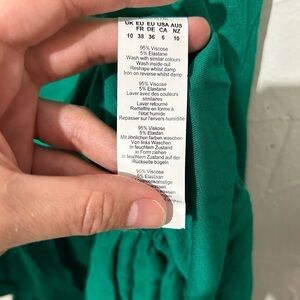 UK EU EU USA AUS
FR DE CA NZ
10 38 36 6 10
95% Viscose
5% Elastane
Wash with similar colours
Wash inside out
Reshape whilst damp
Iron on reverse whilst damp
95% Viscose
5% Elastane
Laver avec des couleurs
similaires
Laver retourné
Remettre en forme à
l'état humide
Repasser sur l'envers humidifié
95% Viskose
5% Elastan
Mit ähnlichen farben waschen
Von links waschen
In feuchtem Zustand
in Form ziehen
In feuchtem Zustand auf der
Rückseite bügeln
95% Viscose
5% Elastaan